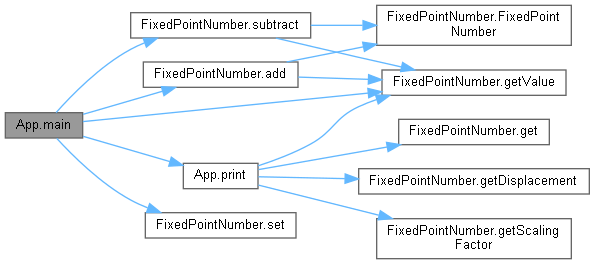 FixedPointNumber.subtract
FixedPointNumber.FixedPoint
Number
FixedPointNumber.add
FixedPointNumber.getValue
App.main
FixedPointNumber.get
App.print
FixedPointNumber.getDisplacement
FixedPointNumber.set
FixedPointNumber.getScaling
Factor